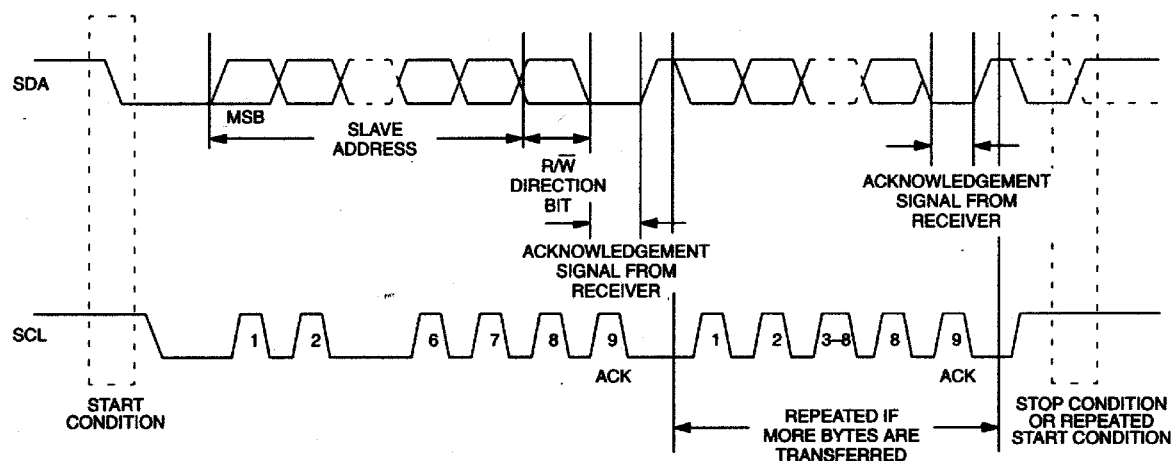 SDA
MSB
SLAVE
ADDRESS
R/W̅
DIRECTION
BIT
ACKNOWLEDGEMENT
SIGNAL FROM
RECEIVER
ACKNOWLEDGEMENT
SIGNAL FROM
RECEIVER
SCL
1 2 6 7 8 9 1 2 3–8 8 9
ACK
ACK
START
CONDITION
REPEATED IF
MORE BYTES ARE
TRANSFERRED
STOP CONDITION
OR REPEATED
START CONDITION